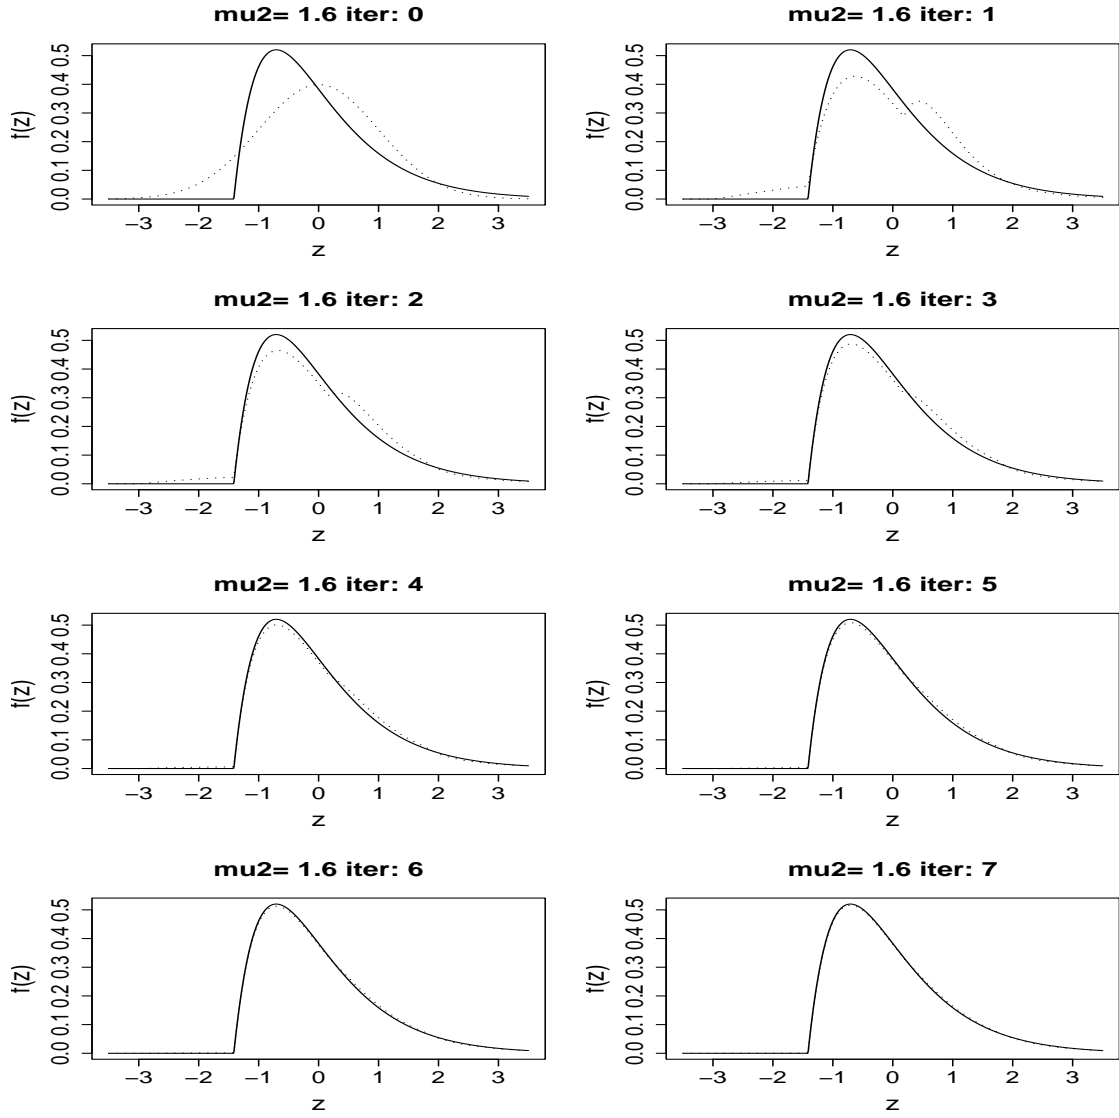 mu2= 1.6 iter: 0
f(z)
0.0 0.1 0.2 0.3 0.4 0.5
−3 −2 −1 0 1 2 3
z
mu2= 1.6 iter: 1
f(z)
0.0 0.1 0.2 0.3 0.4 0.5
−3 −2 −1 0 1 2 3
z
mu2= 1.6 iter: 2
f(z)
0.0 0.1 0.2 0.3 0.4 0.5
−3 −2 −1 0 1 2 3
z
mu2= 1.6 iter: 3
f(z)
0.0 0.1 0.2 0.3 0.4 0.5
−3 −2 −1 0 1 2 3
z
mu2= 1.6 iter: 4
f(z)
0.0 0.1 0.2 0.3 0.4 0.5
−3 −2 −1 0 1 2 3
z
mu2= 1.6 iter: 5
f(z)
0.0 0.1 0.2 0.3 0.4 0.5
−3 −2 −1 0 1 2 3
z
mu2= 1.6 iter: 6
f(z)
0.0 0.1 0.2 0.3 0.4 0.5
−3 −2 −1 0 1 2 3
z
mu2= 1.6 iter: 7
f(z)
0.0 0.1 0.2 0.3 0.4 0.5
−3 −2 −1 0 1 2 3
z